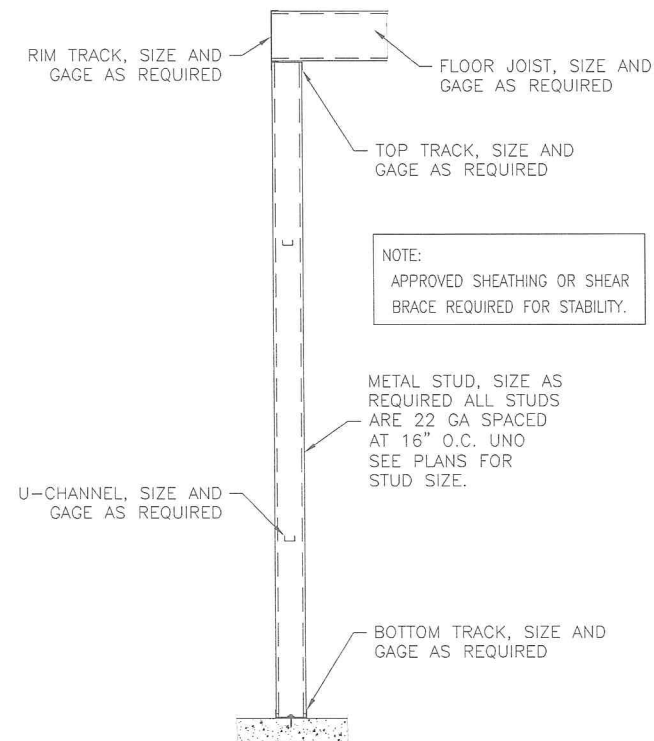 RIM TRACK, SIZE AND
GAGE AS REQUIRED
FLOOR JOIST, SIZE AND
GAGE AS REQUIRED
TOP TRACK, SIZE AND
GAGE AS REQUIRED
NOTE:
APPROVED SHEATHING OR SHEAR
BRACE REQUIRED FOR STABILITY.
METAL STUD, SIZE AS
REQUIRED ALL STUDS
ARE 22 GA SPACED
AT 16" O.C. UNO
SEE PLANS FOR
STUD SIZE.
U-CHANNEL, SIZE AND
GAGE AS REQUIRED
BOTTOM TRACK, SIZE AND
GAGE AS REQUIRED